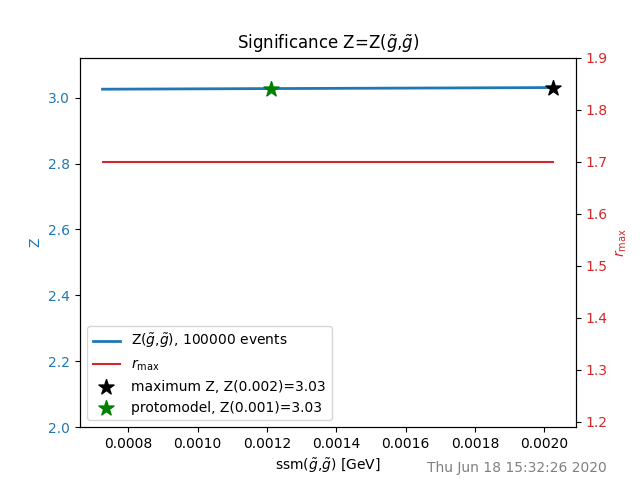 Significance Z=Z(g̃,g̃)
3.0
2.8
2.6
2.4
2.2
2.0
Z
1.9
1.8
1.7
1.6
1.5
1.4
1.3
1.2
r_max
Z(g̃,g̃), 100000 events
r_max
maximum Z, Z(0.002)=3.03
protomodel, Z(0.001)=3.03
0.0008 0.0010 0.0012 0.0014 0.0016 0.0018 0.0020
ssm(g̃,g̃) [GeV]
Thu Jun 18 15:32:26 2020